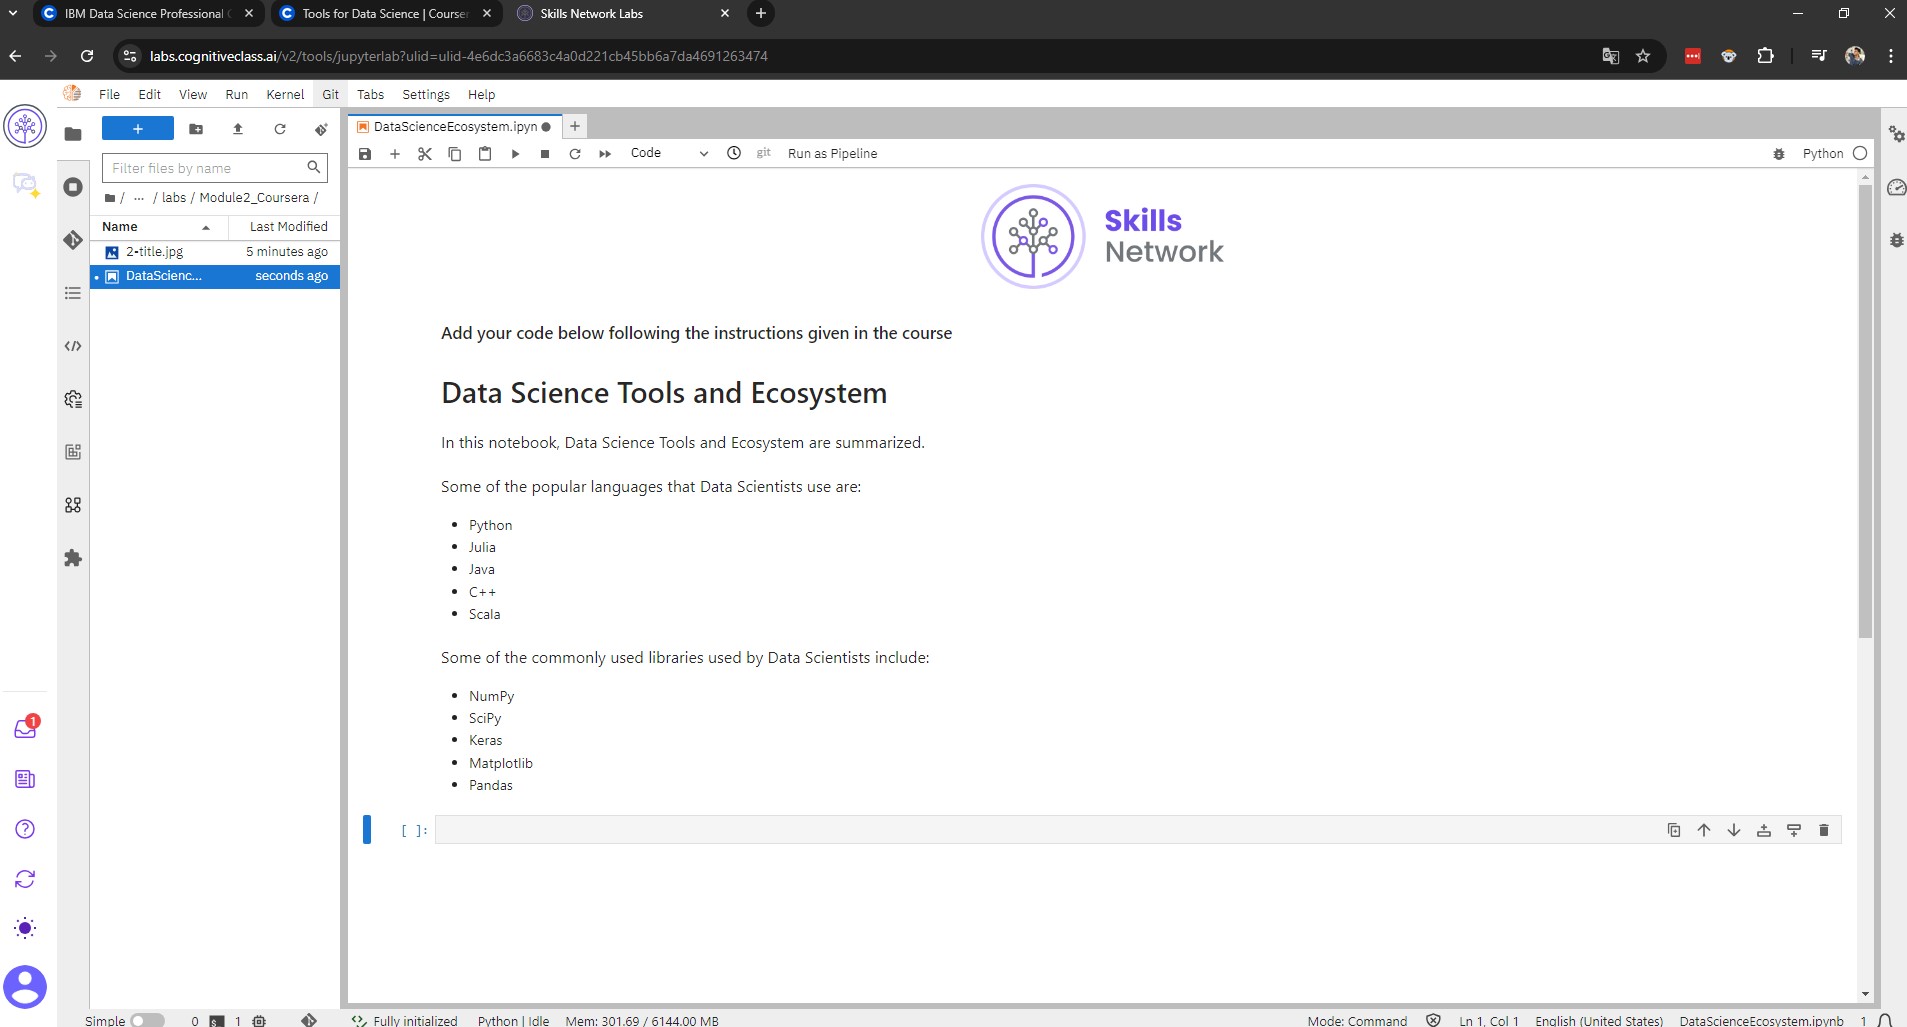 IBM Data Science Professional
Tools for Data Science | Courser
Skills Network Labs
labs.cognitiveclass.ai/v2/tools/jupyterlab?ulid=ulid-4e6dc3a6683c4a0d221cb45bb6a7da4691263474
File Edit View Run Kernel Git Tabs Settings Help
DataScienceEcosystem.ipyn
Filter files by name
Code
git
Run as Pipeline
Python
/ ... / labs / Module2_Coursera /
Name
Last Modified
2-title.jpg
5 minutes ago
DataScienc...
seconds ago
Skills
Network
Add your code below following the instructions given in the course
Data Science Tools and Ecosystem
In this notebook, Data Science Tools and Ecosystem are summarized.
Some of the popular languages that Data Scientists use are:
• Python
• Julia
• Java
• C++
• Scala
Some of the commonly used libraries used by Data Scientists include:
• NumPy
• SciPy
• Keras
• Matplotlib
• Pandas
[ ]:
1
Simple
0
1
Fully initialized
Python | Idle
Mem: 301.69 / 6144.00 MB
Mode: Command
Ln 1, Col 1
English (United States)
DataScienceEcosystem.ipynb
1